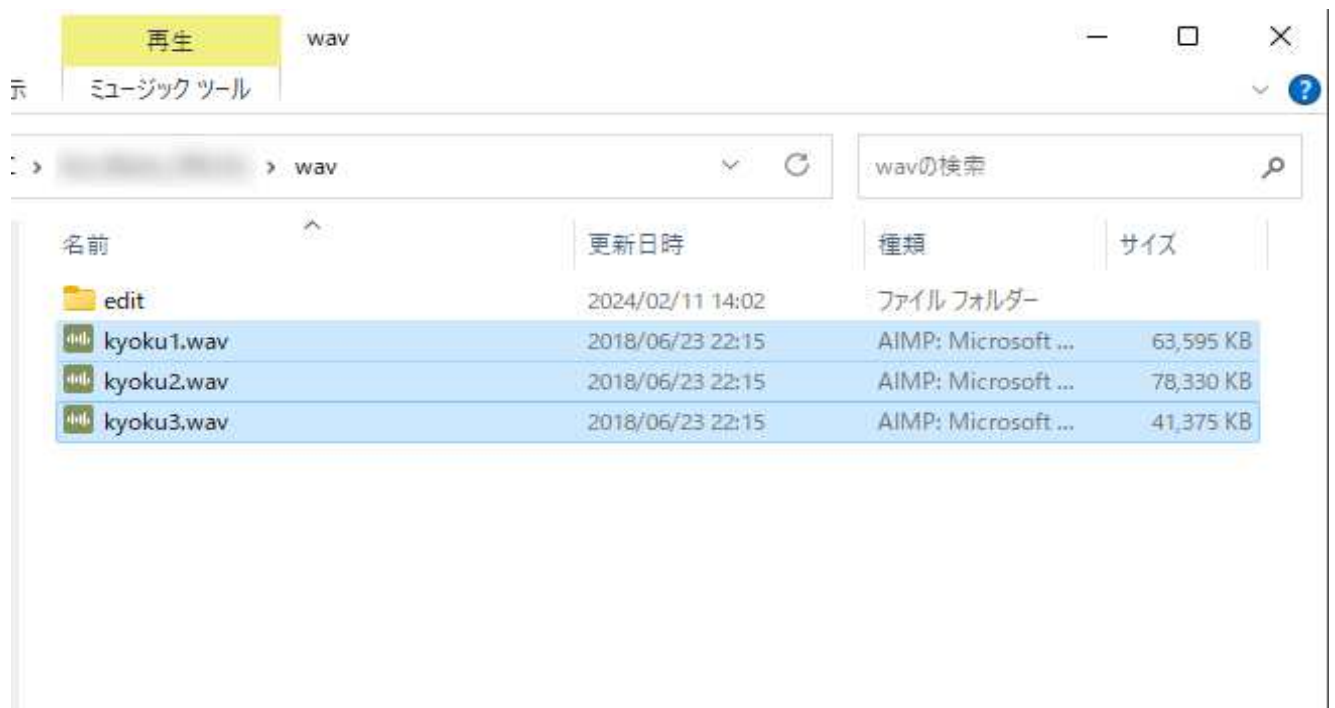 再生 wav
示 ミュージック ツール
wav wavの検索
名前 更新日時 種類 サイズ
edit 2024/02/11 14:02 ファイル フォルダー
kyoku1.wav 2018/06/23 22:15 AIMP: Microsoft ... 63,595 KB
kyoku2.wav 2018/06/23 22:15 AIMP: Microsoft ... 78,330 KB
kyoku3.wav 2018/06/23 22:15 AIMP: Microsoft ... 41,375 KB